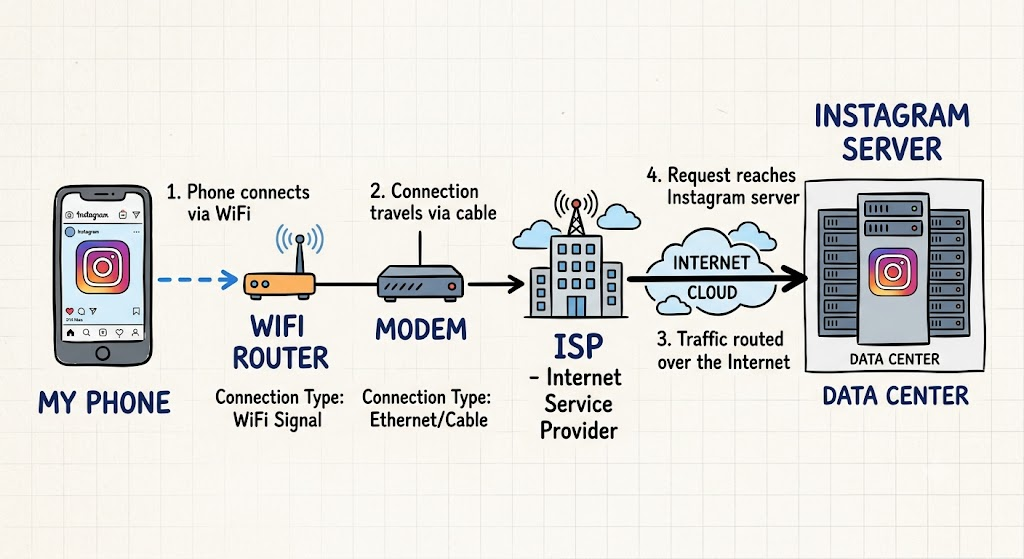 Instagram
Instagram
MY PHONE
1. Phone connects
via WiFi
WIFI
ROUTER
Connection Type:
WiFi Signal
2. Connection
travels via cable
MODEM
Connection Type:
Ethernet/Cable
ISP
- Internet
Service
Provider
4. Request reaches
Instagram server
INTERNET
CLOUD
3. Traffic routed
over the Internet
INSTAGRAM
SERVER
DATA CENTER
DATA CENTER